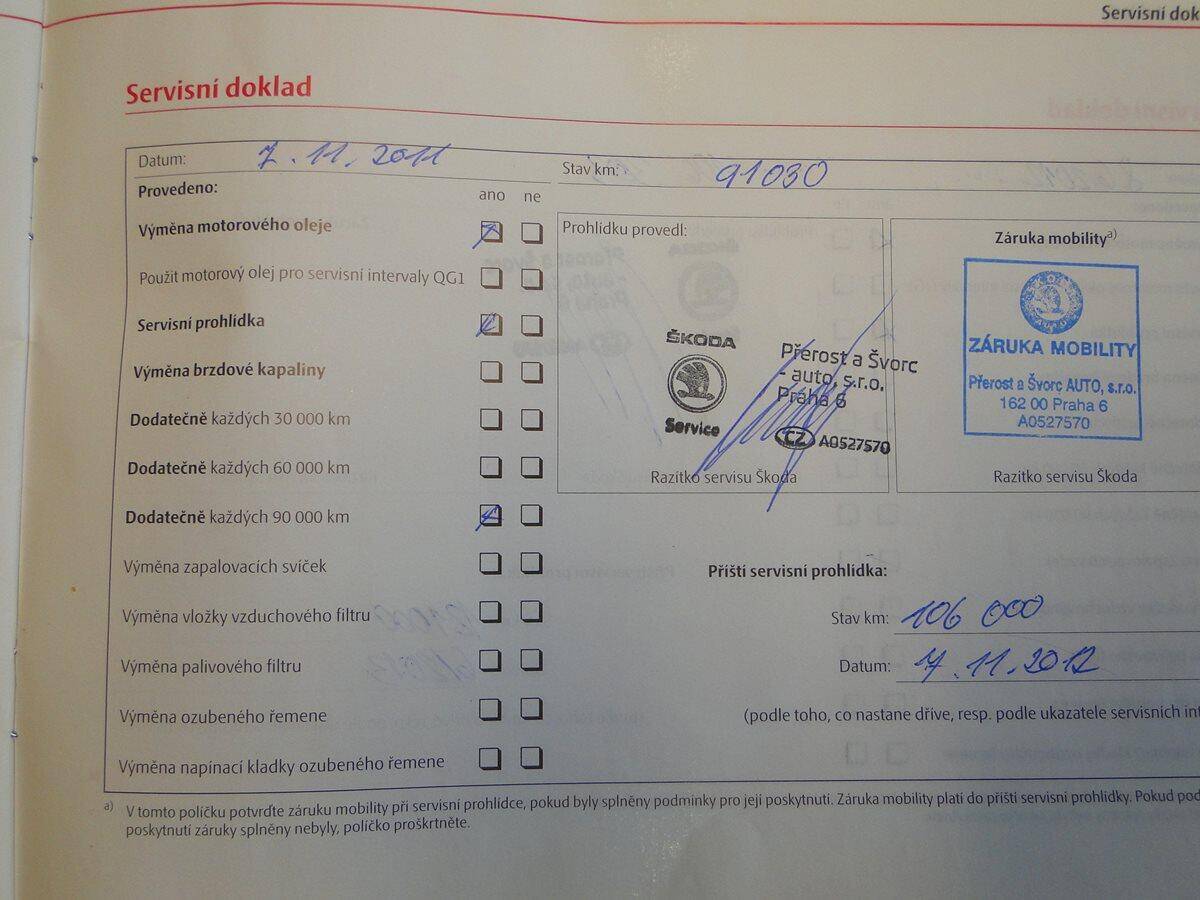 Servisní dok
Servisní doklad
Datum: 7.11.2011
Stav km: 91030
Provedeno:
ano ne
Výměna motorového oleje
Použit motorový olej pro servisní intervaly QG1
Servisní prohlídka
Výměna brzdové kapaliny
Dodatečně každých 30 000 km
Dodatečně každých 60 000 km
Dodatečně každých 90 000 km
Výměna zapalovacích svíček
Výměna vložky vzduchového filtru
Výměna palivového filtru
Výměna ozubeného řemene
Výměna napínací kladky ozubeného řemene
Prohlídku provedl:
ŠKODA
Service
Přerost a Švorc
- auto, s.r.o.
Praha 6
CZ A0527570
Razítko servisu Škoda
Záruka mobility a)
ZÁRUKA MOBILITY
Přerost a Švorc AUTO, s.r.o.
162 00 Praha 6
A0527570
Razítko servisu Škoda
Příští servisní prohlídka:
Stav km: 106 000
Datum: 7.11.2012
(podle toho, co nastane dříve, resp. podle ukazatele servisních int
a) V tomto políčku potvrďte záruku mobility při servisní prohlídce, pokud byly splněny podmínky pro její poskytnutí. Záruka mobility platí do příští servisní prohlídky. Pokud pod
poskytnutí záruky splněny nebyly, políčko proškrtněte.